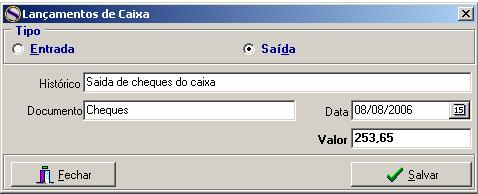 Lançamentos de Caixa
Tipo
Entrada Saída
Histórico Saida de cheques do caixa
Documento Cheques Data 08/08/2006 15
Valor 253,65
Fechar Salvar